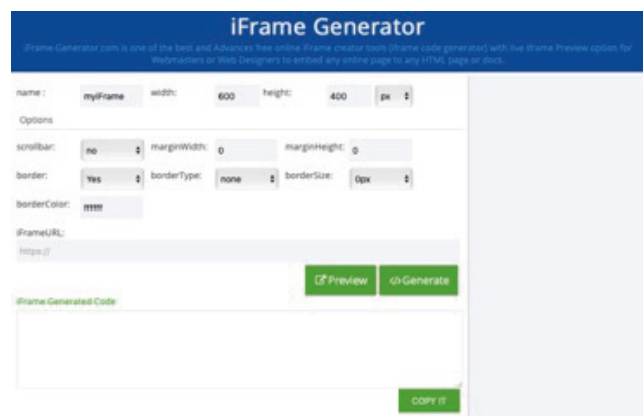 iFrame Generator
iFrame-Generator.com is one of the best and Advances free online iFrame creator tools (iframe code generator) with live Iframe Preview option for
Webmasters or Web Designers to embed any online page to any HTML page or docs.
name : myiFrame width: 600 height: 400 px
Options
scrollbar: no marginWidth: 0 marginHeight: 0
border: Yes borderType: none borderSize: 0px
borderColor: ffffff
iFrameURL:
https://
Preview </>Generate
iFrame Generated Code
COPY IT